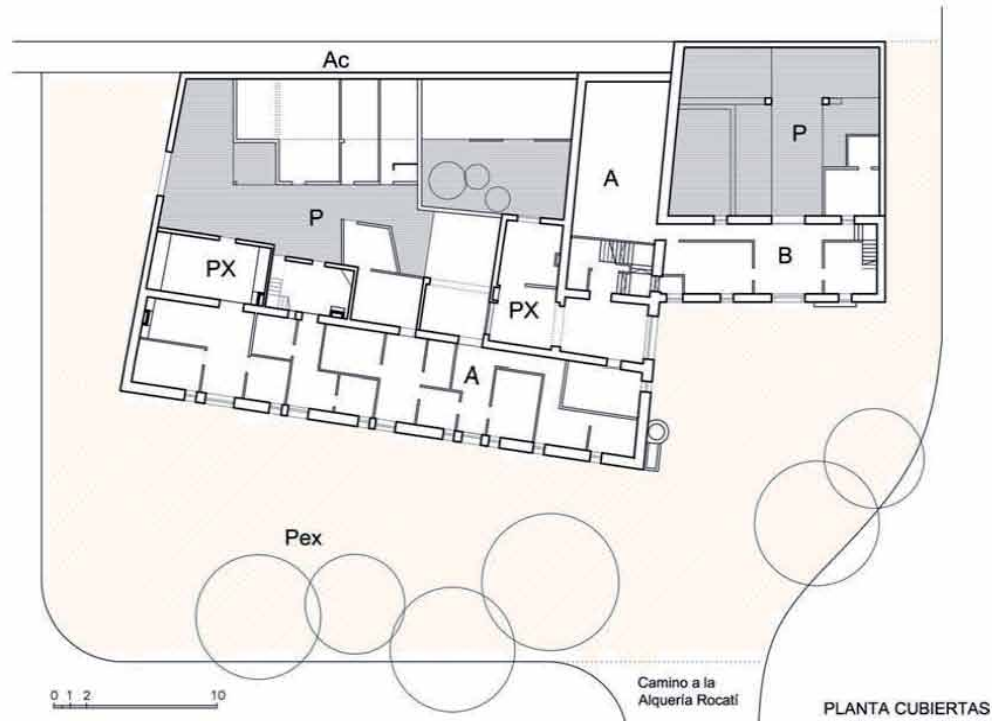 Ac
P
A
P
B
PX
PX
A
Pex
Camino a la
Alquería Rocatí
0 1 2 10
PLANTA CUBIERTAS